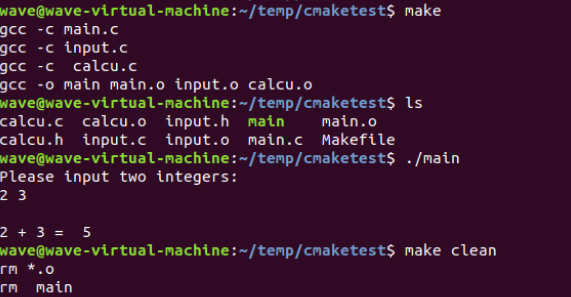 wave@wave-virtual-machine:~/temp/cmaketest$ make
gcc -c main.c
gcc -c input.c
gcc -c  calcu.c
gcc -o main main.o input.o calcu.o
wave@wave-virtual-machine:~/temp/cmaketest$ ls
calcu.c  calcu.o  input.h  main     main.o
calcu.h  input.c  input.o  main.c  Makefile
wave@wave-virtual-machine:~/temp/cmaketest$ ./main
Please input two integers:
2 3
2 + 3 =  5
wave@wave-virtual-machine:~/temp/cmaketest$ make clean
rm *.o
rm  main